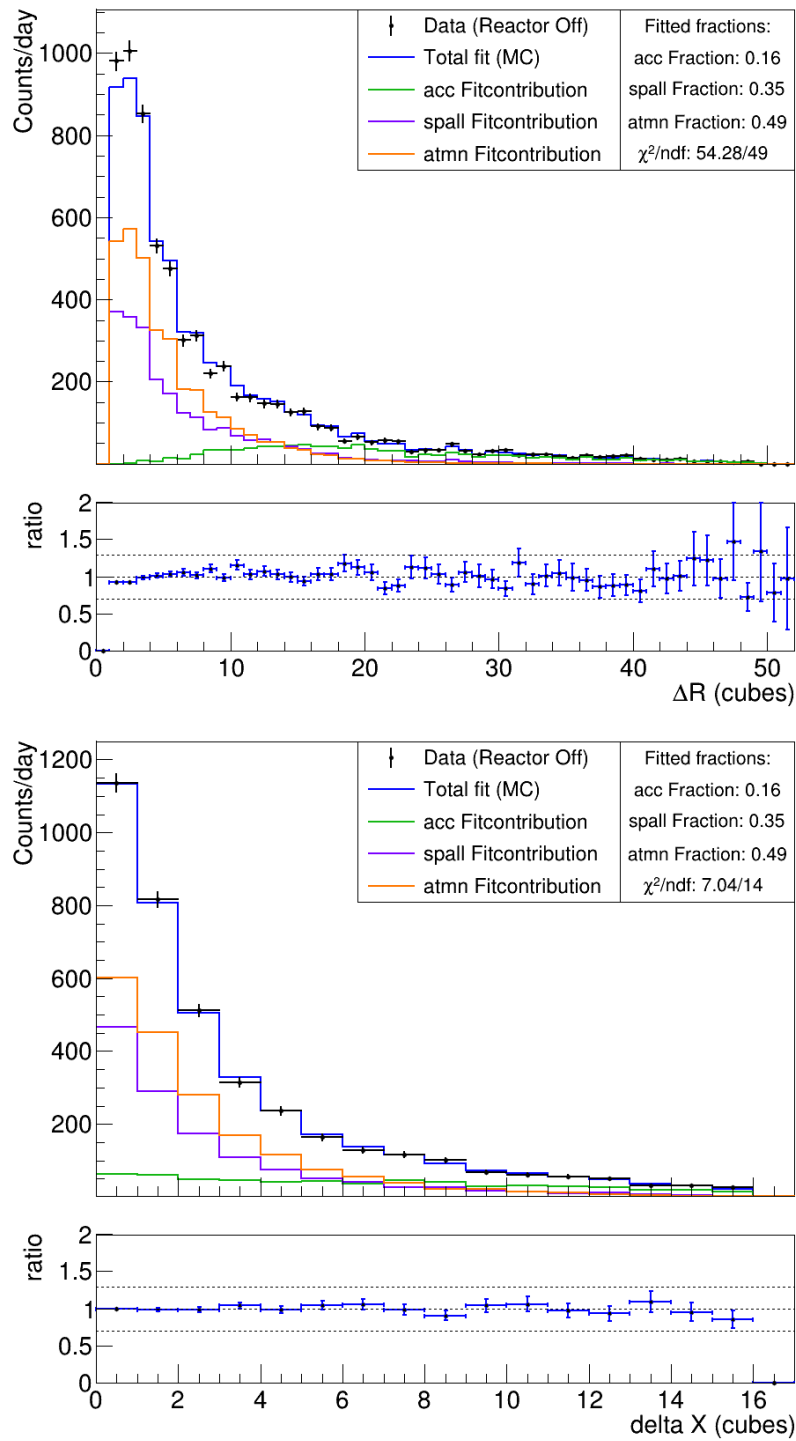 Counts/day
1000
800
600
400
200
Data (Reactor Off)
Total fit (MC)
acc Fitcontribution
spall Fitcontribution
atmn Fitcontribution
Fitted fractions:
acc Fraction: 0.16
spall Fraction: 0.35
atmn Fraction: 0.49
χ²/ndf: 54.28/49
ratio
2
1.5
1
0.5
0
0 10 20 30 40 50
ΔR (cubes)
Counts/day
1200
1000
800
600
400
200
Data (Reactor Off)
Total fit (MC)
acc Fitcontribution
spall Fitcontribution
atmn Fitcontribution
Fitted fractions:
acc Fraction: 0.16
spall Fraction: 0.35
atmn Fraction: 0.49
χ²/ndf: 7.04/14
ratio
2
1.5
1
0.5
0
0 2 4 6 8 10 12 14 16
delta X (cubes)